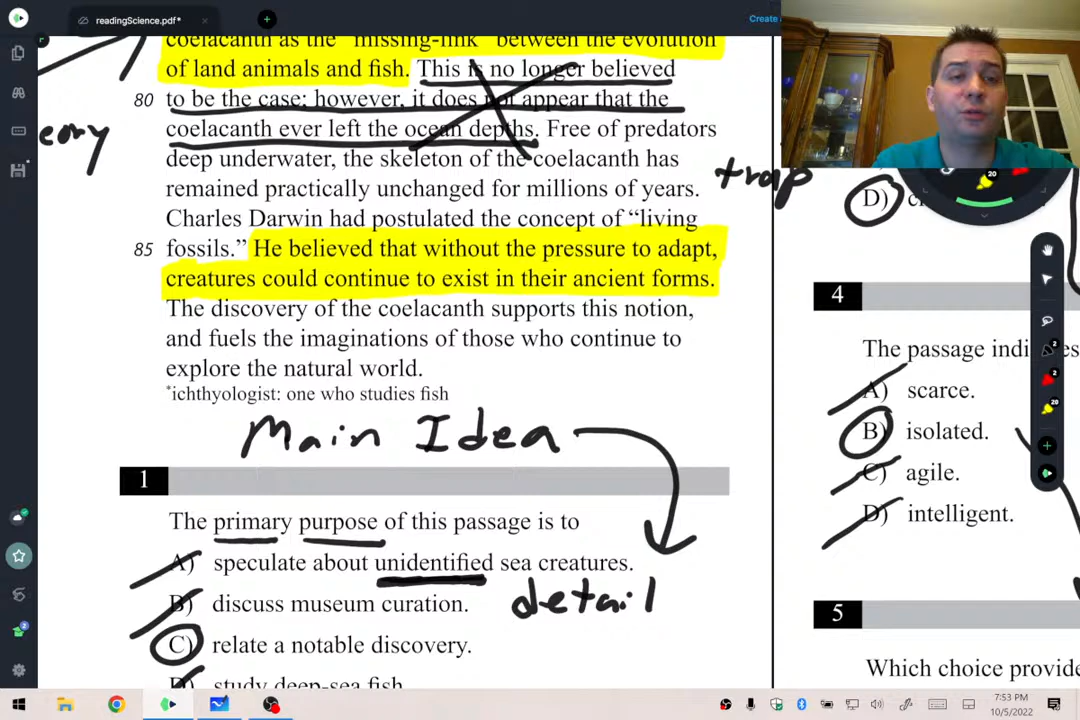 readingScience.pdf*
Create
coelacanth as the "missing-link" between the evolution
of land animals and fish. This is no longer believed
80 to be the case; however, it does not appear that the
coelacanth ever left the ocean depths. Free of predators
deep underwater, the skeleton of the coelacanth has
remained practically unchanged for millions of years.
Charles Darwin had postulated the concept of "living
85 fossils." He believed that without the pressure to adapt,
creatures could continue to exist in their ancient forms.
The discovery of the coelacanth supports this notion,
and fuels the imaginations of those who continue to
explore the natural world.
*ichthyologist: one who studies fish
eory
trap
Main Idea
1
The primary purpose of this passage is to
A) speculate about unidentified sea creatures.
B) discuss museum curation.
detail
C) relate a notable discovery.
D) study deep-sea fish
D)
4
The passage indi
A) scarce.
B) isolated.
C) agile.
D) intelligent.
5
Which choice provide
20
2
2
20
2
7:53 PM
10/5/2022